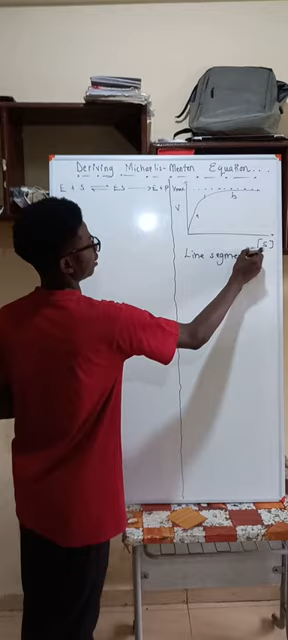 Deriving Michaelis-Menten Equation...
E + S ⇌ ES ⟶ E + P
Vmax
V
a
b
[S]
Line segme